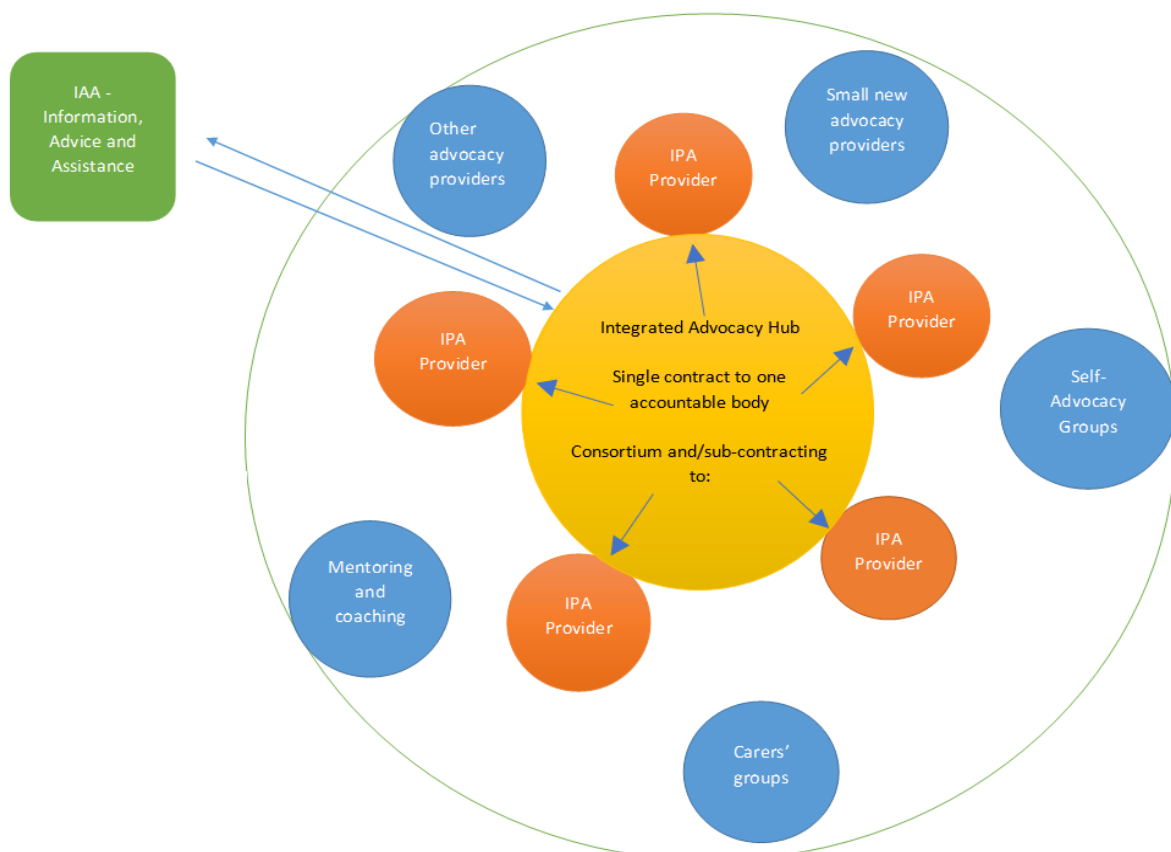 IAA -
Information,
Advice and
Assistance
Other
advocacy
providers
IPA
Provider
Small new
advocacy
providers
IPA
Provider
IPA
Provider
Integrated Advocacy Hub
Single contract to one
accountable body
Consortium and/sub-contracting
to:
Self-
Advocacy
Groups
Mentoring
and
coaching
IPA
Provider
IPA
Provider
Carers’
groups